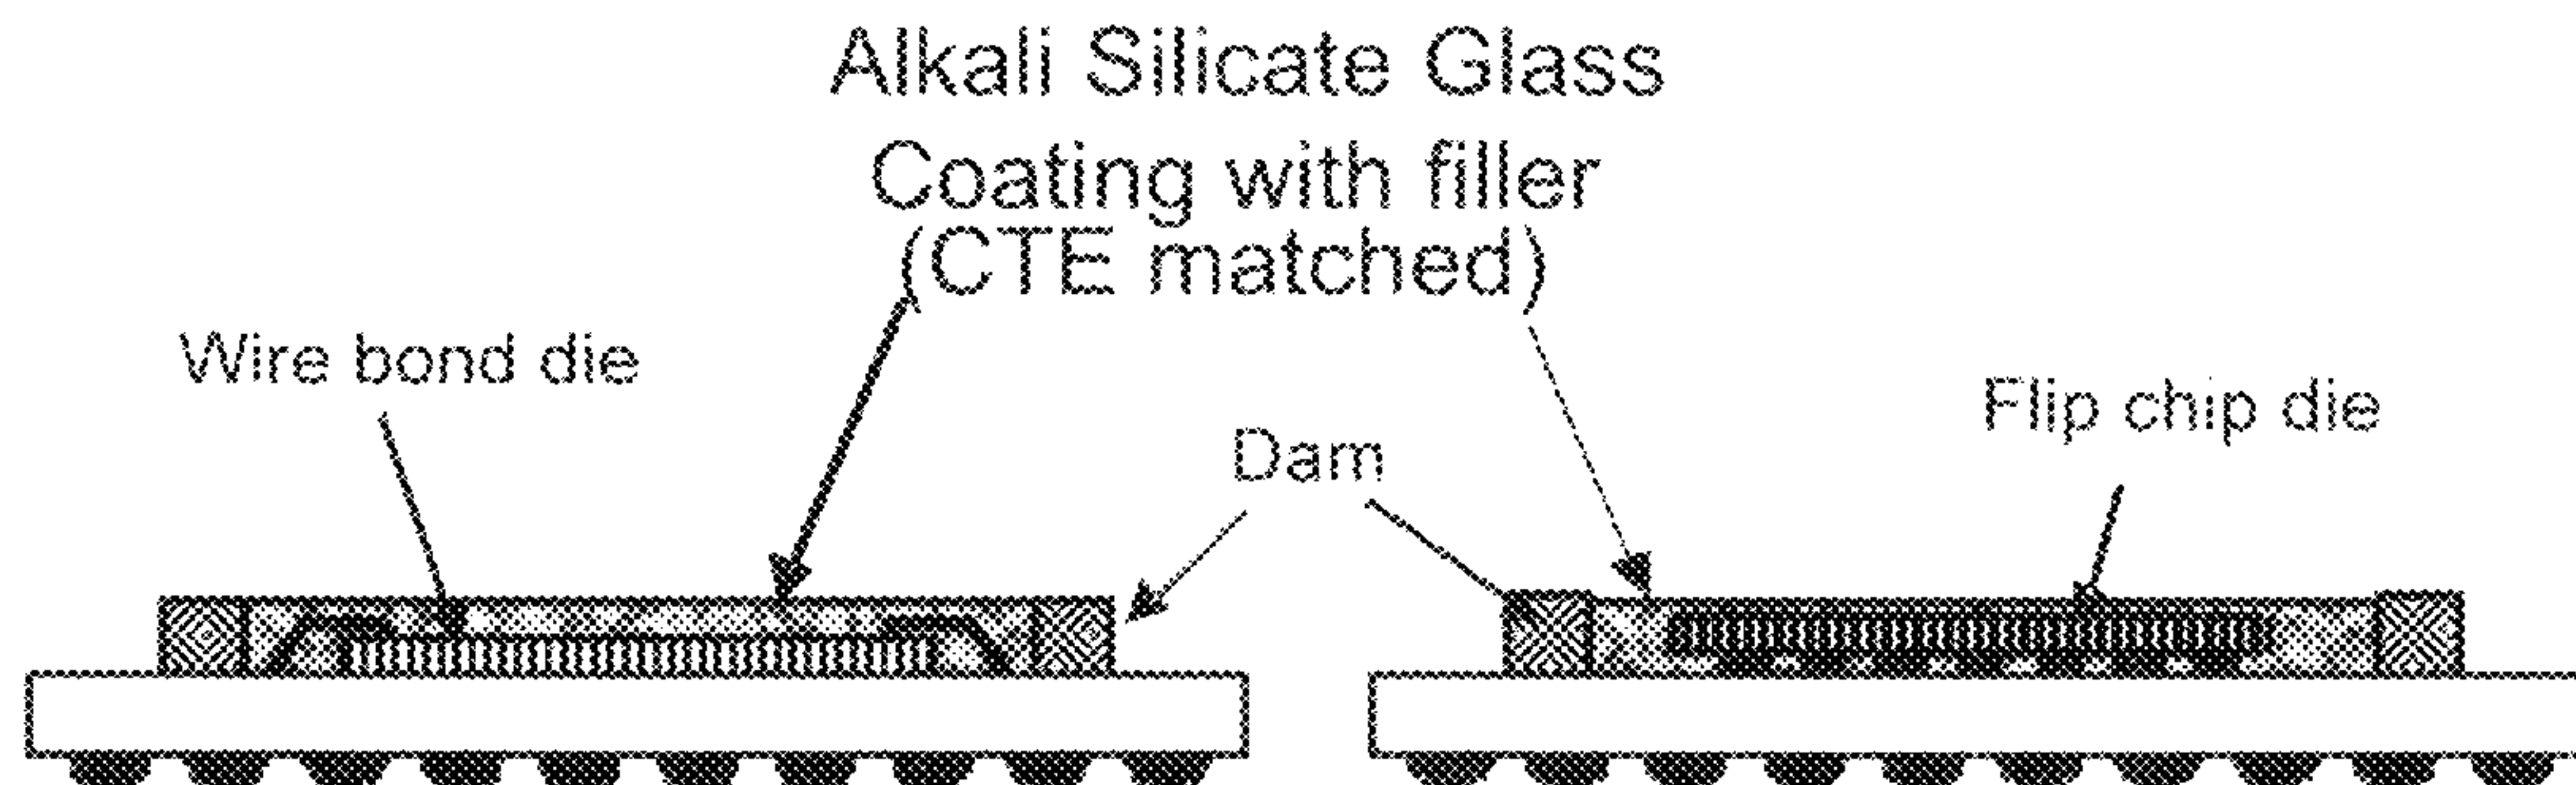 Alkali Silicate Glass
Coating with filler
(CTE matched)
Wire bond die
Flip chip die
Dam